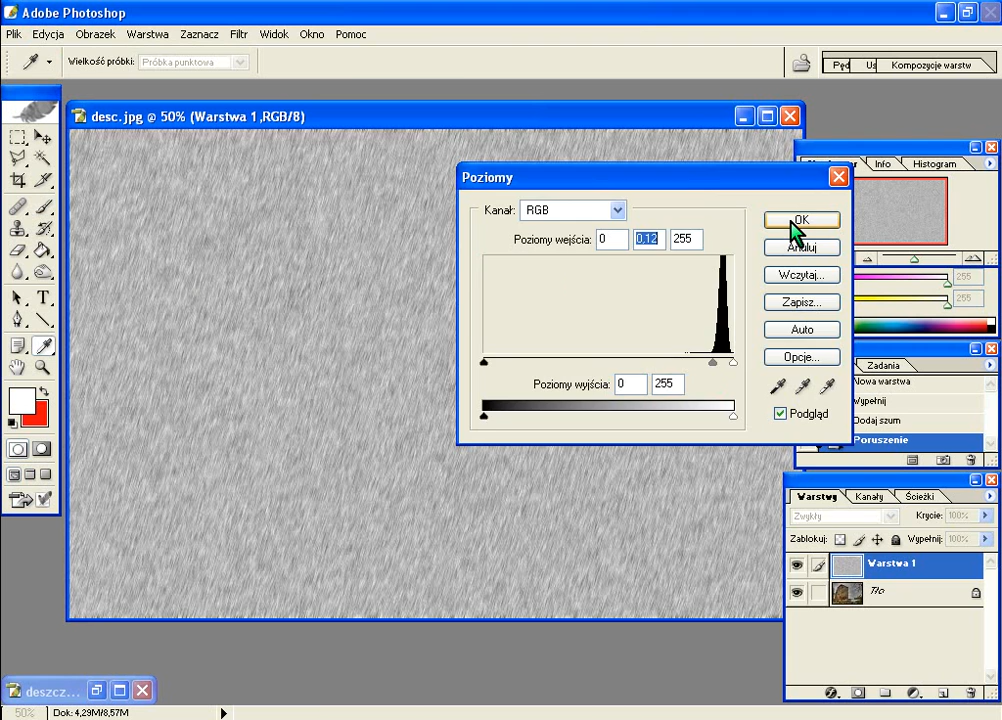 Adobe Photoshop
Plik Edycja Obrazek Warstwa Zaznacz Filtr Widok Okno Pomoc
Wielkość próbki: Próbka punktowa
Kompozycje warstw
desc.jpg @ 50% (Warstwa 1,RGB/8)
Info Histogram
Poziomy
Kanał: RGB
OK
Poziomy wejścia: 0 0,12 255
Anuluj
Wczytaj...
255
Zapisz...
255
Auto
Opcje...
Zadania
Nowa warstwa
Poziomy wyjścia: 0 255
Wypełnij
Podgląd
Dodaj szum
Poruszenie
Warstwy Kanały Ścieżki
Zwykły Krycie: 100%
Zablokuj: Wypełnij: 100%
Warstwa 1
Tło
deszcz...
50% Dok: 4,29M/8,57M